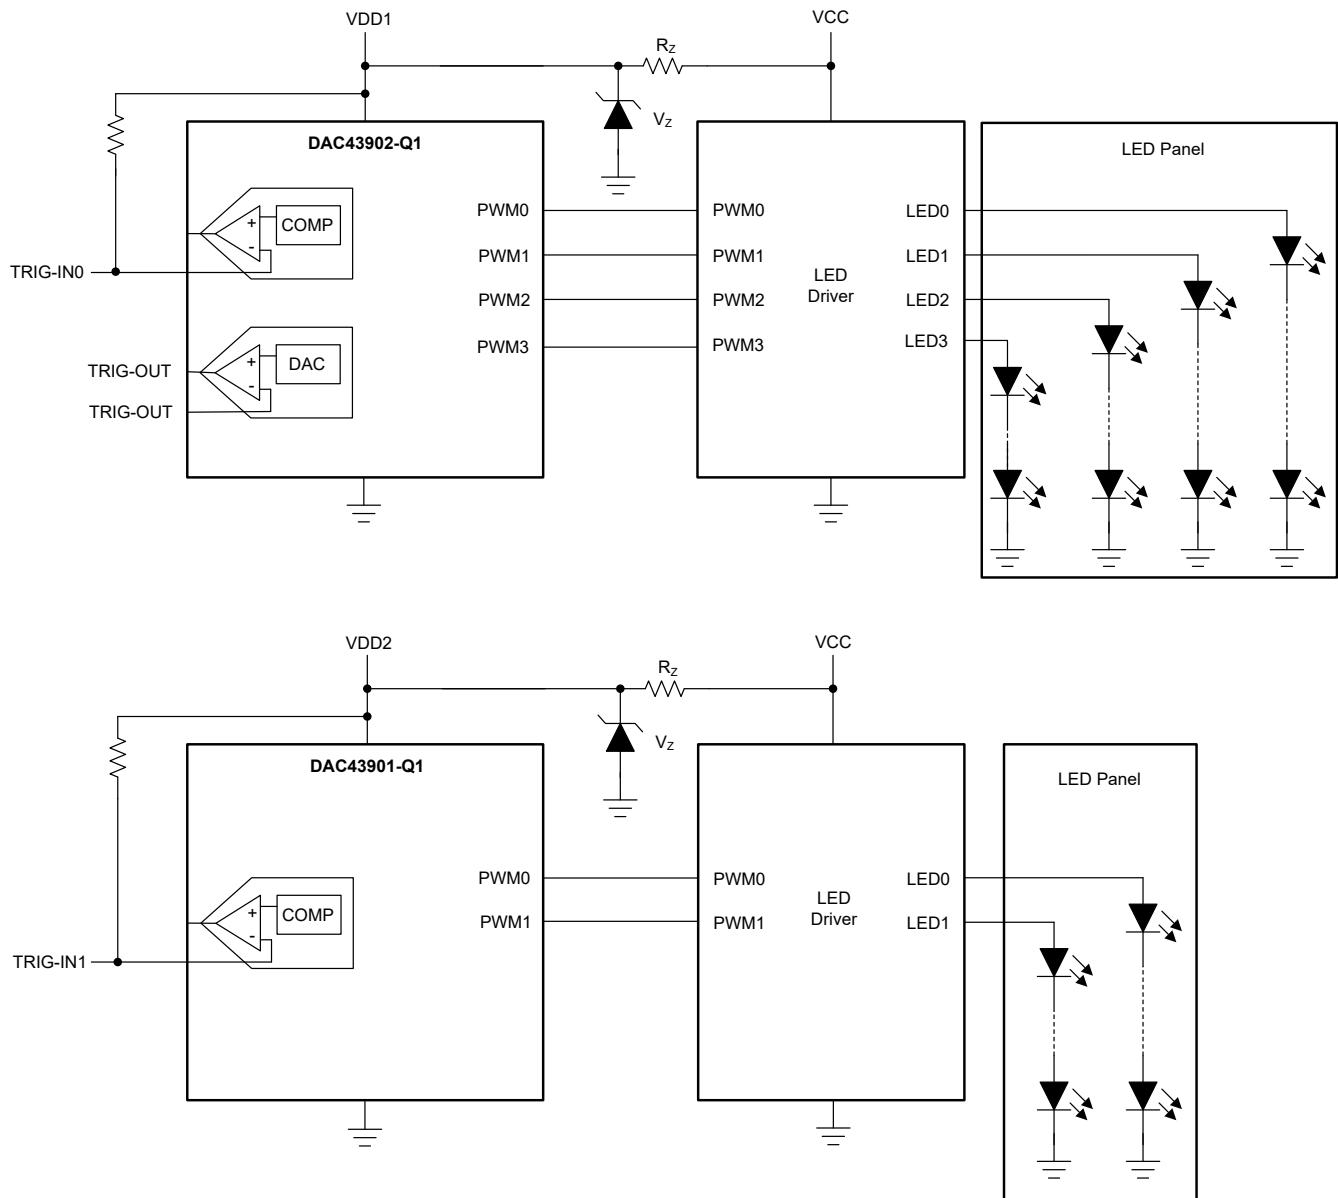 VDD1
VCC
RZ
VZ
DAC43902-Q1
LED Panel
COMP
+
-
PWM0
PWM0
LED0
PWM1
PWM1
LED1
TRIG-IN0
LED
Driver
PWM2
PWM2
LED2
PWM3
PWM3
LED3
TRIG-OUT
+
-
DAC
TRIG-OUT
VDD2
VCC
RZ
VZ
DAC43901-Q1
LED Panel
PWM0
PWM0
LED0
LED
Driver
COMP
+
-
PWM1
PWM1
LED1
TRIG-IN1